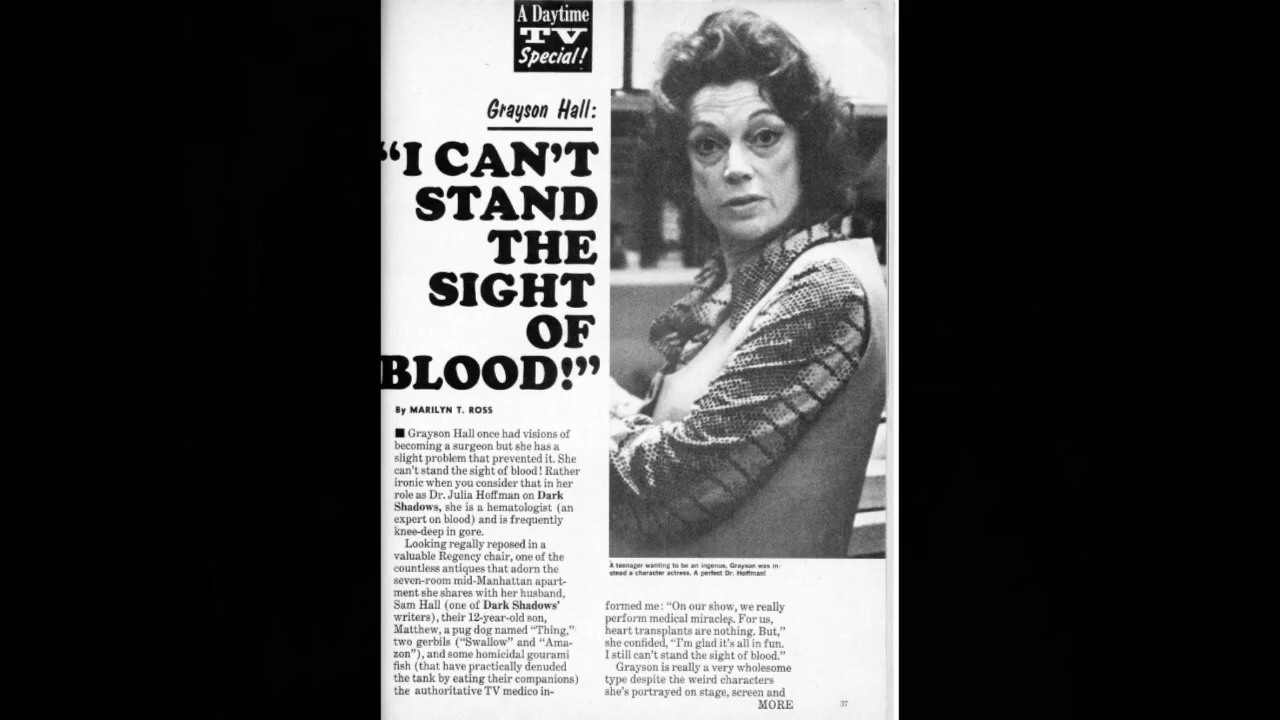 A Daytime
TV
Special!
Grayson Hall:
“I CAN’T
STAND
THE
SIGHT
OF
BLOOD!”
By MARILYN T. ROSS
■ Grayson Hall once had visions of
becoming a surgeon but she has a
slight problem that prevented it. She
can’t stand the sight of blood! Rather
ironic when you consider that in her
role as Dr. Julia Hoffman on Dark
Shadows, she is a hematologist (an
expert on blood) and is frequently
knee-deep in gore.
Looking regally reposed in a
valuable Regency chair, one of the
countless antiques that adorn the
seven-room mid-Manhattan apart-
ment she shares with her husband,
Sam Hall (one of Dark Shadows’
writers), their 12-year-old son,
Matthew, a pug dog named “Thing,”
two gerbils (“Swallow” and “Ama-
zon”), and some homicidal gourami
fish (that have practically denuded
the tank by eating their companions)
the authoritative TV medico in-
A teenager wanting to be an ingenue, Grayson was in-
stead a character actress. A perfect Dr. Hoffman!
formed me: “On our show, we really
perform medical miracles. For us,
heart transplants are nothing. But,”
she confided, “I’m glad it’s all in fun.
I still can’t stand the sight of blood.”
Grayson is really a very wholesome
type despite the weird characters
she’s portrayed on stage, screen and
MORE
37